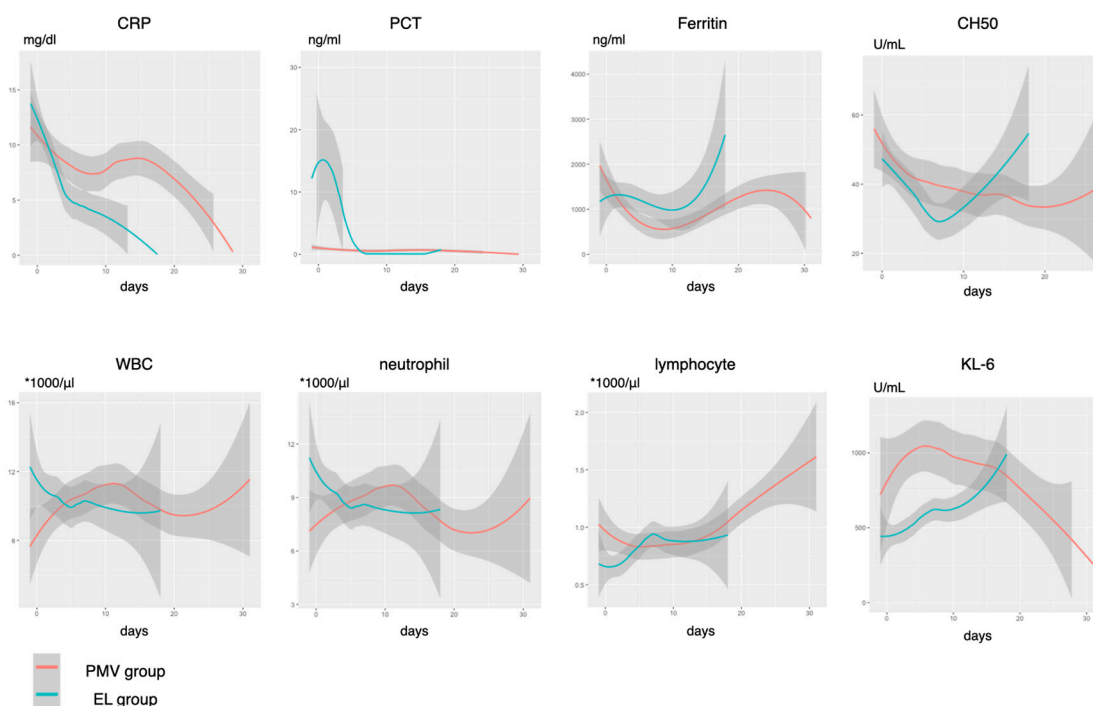 CRP PCT Ferritin CH50
mg/dl ng/ml ng/ml U/mL
15
10
5
0
0 10 20 30
days
30
20
10
0
0 10 20 30
days
4000
3000
2000
1000
0
0 10 20 30
days
60
40
20
0 10 20
days
WBC neutrophil lymphocyte KL-6
*1000/μl *1000/μl *1000/μl U/mL
16
12
8
0 10 20 30
days
12
9
6
3
0 10 20 30
days
2.0
1.5
1.0
0.5
0 10 20 30
days
1000
500
0
0 10 20 30
days
PMV group
EL group